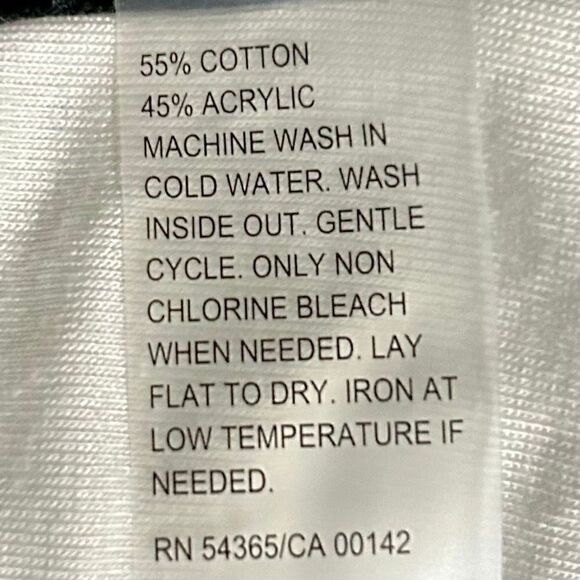 55% COTTON
45% ACRYLIC
MACHINE WASH IN
COLD WATER. WASH
INSIDE OUT. GENTLE
CYCLE. ONLY NON
CHLORINE BLEACH
WHEN NEEDED. LAY
FLAT TO DRY. IRON AT
LOW TEMPERATURE IF
NEEDED.
RN 54365/CA 00142